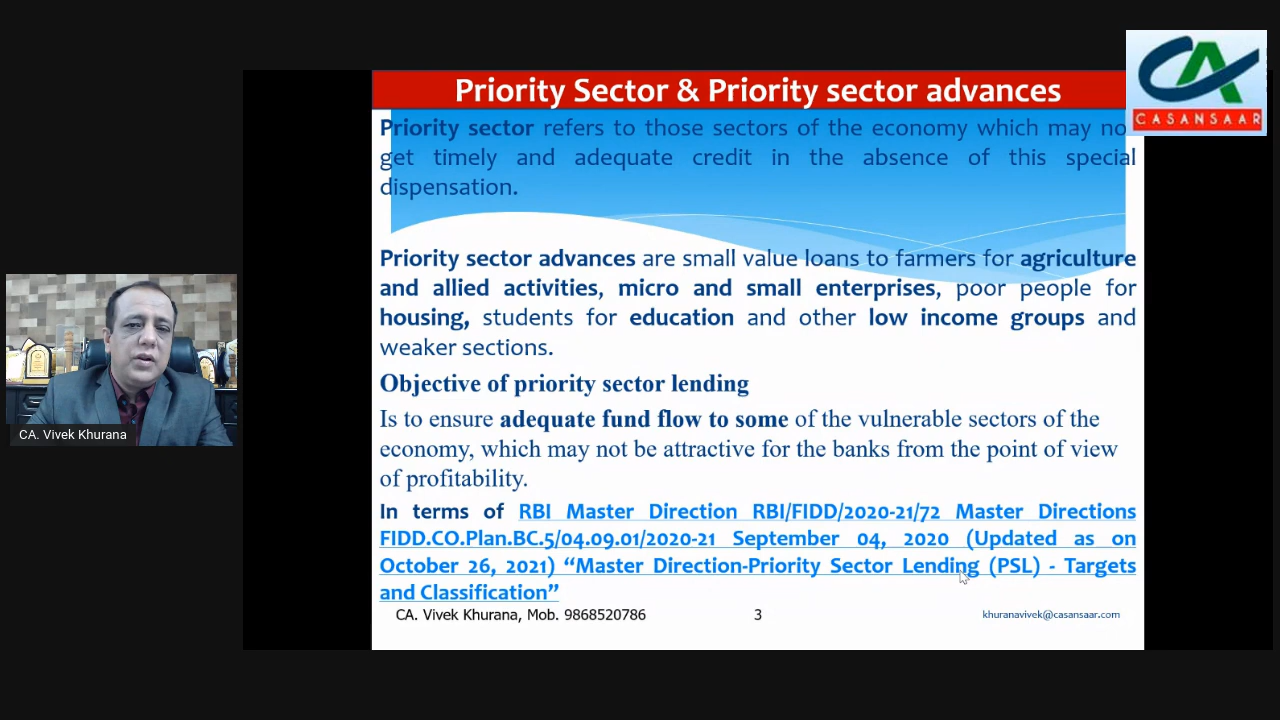 Priority Sector & Priority sector advances
CA
CASANSAAR
Priority sector refers to those sectors of the economy which may no
get timely and adequate credit in the absence of this special
dispensation.
Priority sector advances are small value loans to farmers for agriculture
and allied activities, micro and small enterprises, poor people for
housing, students for education and other low income groups and
weaker sections.
Objective of priority sector lending
Is to ensure adequate fund flow to some of the vulnerable sectors of the
economy, which may not be attractive for the banks from the point of view
of profitability.
In terms of RBI Master Direction RBI/FIDD/2020-21/72 Master Directions
FIDD.CO.Plan.BC.5/04.09.01/2020-21 September 04, 2020 (Updated as on
October 26, 2021) “Master Direction-Priority Sector Lending (PSL) - Targets
and Classification”
CA. Vivek Khurana, Mob. 9868520786
3
khuranavivek@casansaar.com
CA. Vivek Khurana